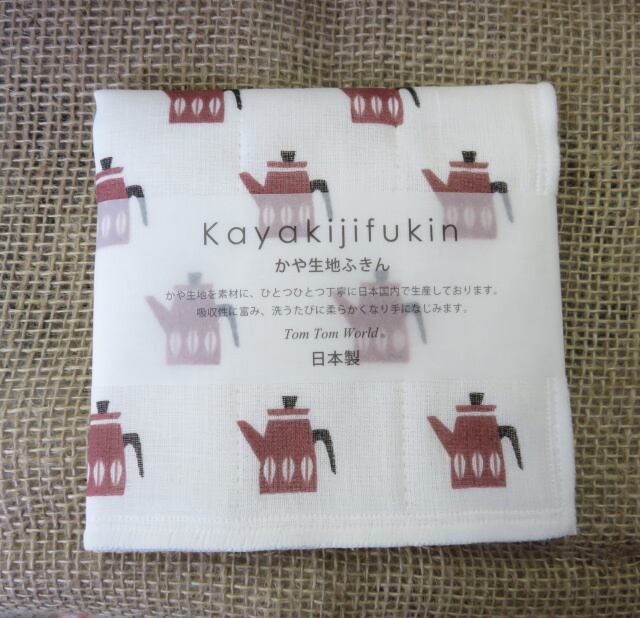 Kayakijifukin
かや生地ふきん
かや生地を素材に、ひとつひとつ丁寧に日本国内で生産しております。
吸収性に富み、洗うたびに柔らかくなり手になじみます。
Tom Tom World®
日本製